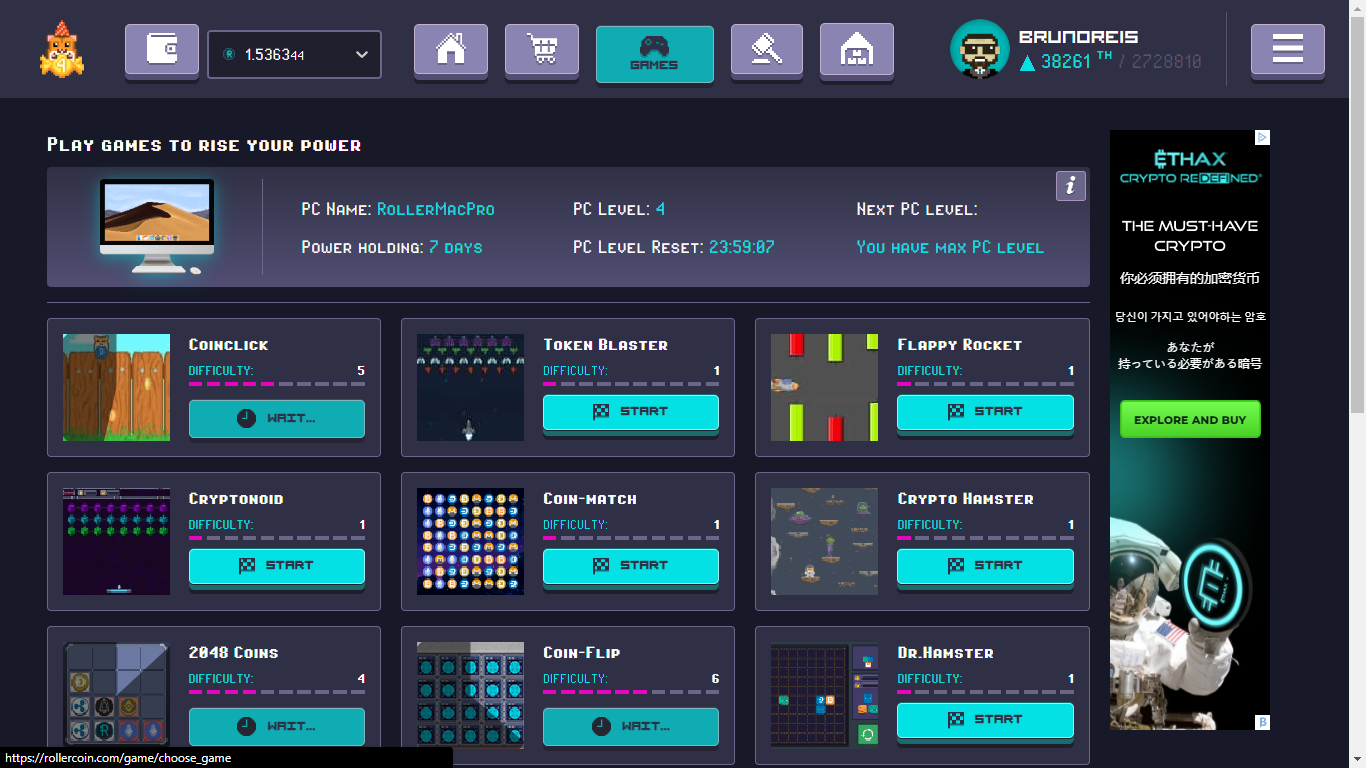 1.536344
GAMES
BRUNOREIS
38261 TH / 2728810
Play games to rise your power
PC Name: RollerMacPro
PC Level: 4
Next PC level:
Power holding: 7 days
PC Level Reset: 23:59:07
You have max PC level
i
Coinclick
Difficulty: 5
WAIT...
Token Blaster
Difficulty: 1
START
Flappy Rocket
Difficulty: 1
START
Cryptonoid
Difficulty: 1
START
Coin-match
Difficulty: 1
START
Crypto Hamster
Difficulty: 1
START
2048 Coins
Difficulty: 4
WAIT...
Coin-Flip
Difficulty: 6
WAIT...
Dr.Hamster
Difficulty: 1
START
ETHAX
CRYPTO REDEFINED
THE MUST-HAVE
CRYPTO
你必须拥有的加密货币
당신이 가지고 있어야하는 암호
あなたが
持っている必要がある暗号
EXPLORE AND BUY
https://rollercoin.com/game/choose_game